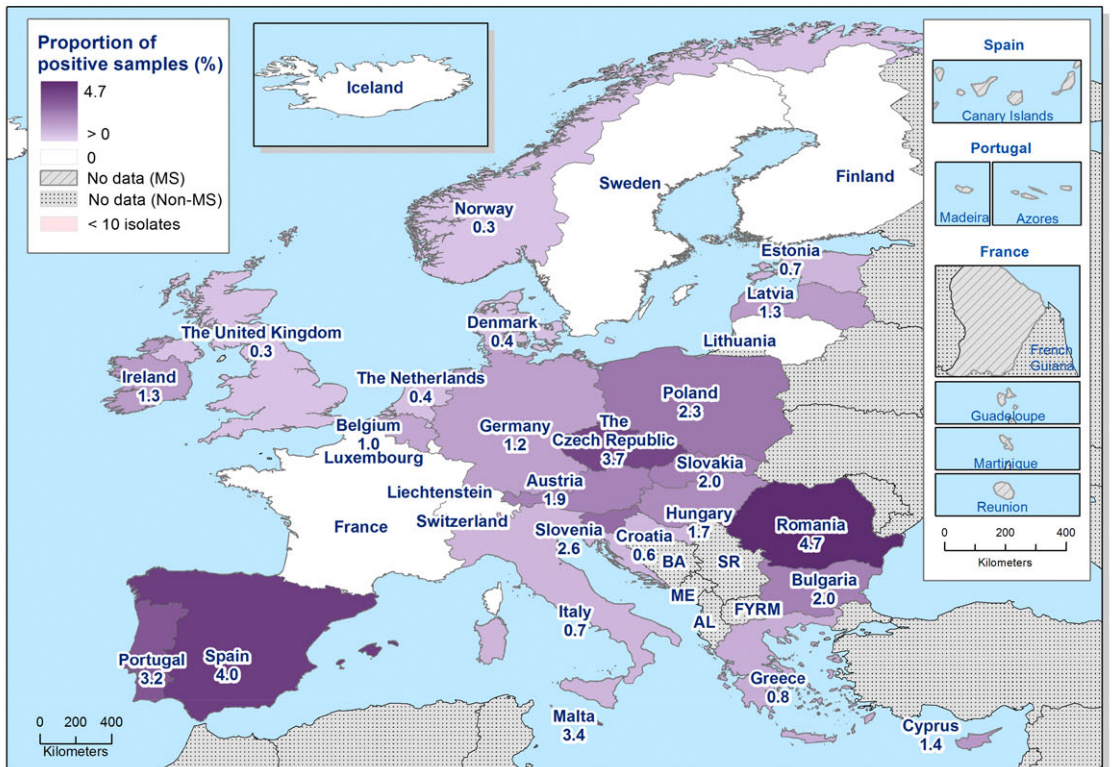 Proportion of
positive samples (%)
4.7
> 0
0
No data (MS)
No data (Non-MS)
< 10 isolates
Iceland
Spain
Canary Islands
Portugal
Madeira
Azores
France
French
Guiana
Guadeloupe
Martinique
Reunion
0 200 400
Kilometers
Sweden
Finland
Norway
0.3
Estonia
0.7
Latvia
1.3
Lithuania
Denmark
0.4
The United Kingdom
0.3
Ireland
1.3
The Netherlands
0.4
Belgium
1.0
Luxembourg
Germany
1.2
Poland
2.3
The
Czech Republic
3.7
Slovakia
2.0
Austria
1.9
Liechtenstein
Switzerland
France
Hungary
1.7
Slovenia
2.6
Croatia
0.6
Romania
4.7
BA
SR
Bulgaria
2.0
ME
FYRM
AL
Italy
0.7
Portugal
3.2
Spain
4.0
Greece
0.8
Malta
3.4
Cyprus
1.4
0 200 400
Kilometers